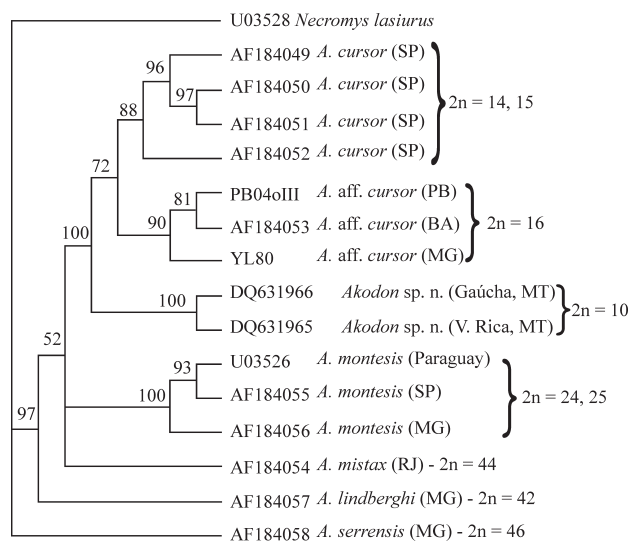 U03528 Necromys lasiurus
AF184049 A. cursor (SP)
96
AF184050 A. cursor (SP)
97
2n = 14, 15
88
AF184051 A. cursor (SP)
AF184052 A. cursor (SP)
72
PB04oIII A. aff. cursor (PB)
81
90
AF184053 A. aff. cursor (BA)
2n = 16
100
YL80 A. aff. cursor (MG)
DQ631966 Akodon sp. n. (Gaúcha, MT)
100
2n = 10
DQ631965 Akodon sp. n. (V. Rica, MT)
52
U03526 A. montesis (Paraguay)
93
100
AF184055 A. montesis (SP)
2n = 24, 25
97
AF184056 A. montesis (MG)
AF184054 A. mistax (RJ) - 2n = 44
AF184057 A. lindberghi (MG) - 2n = 42
AF184058 A. serrensis (MG) - 2n = 46